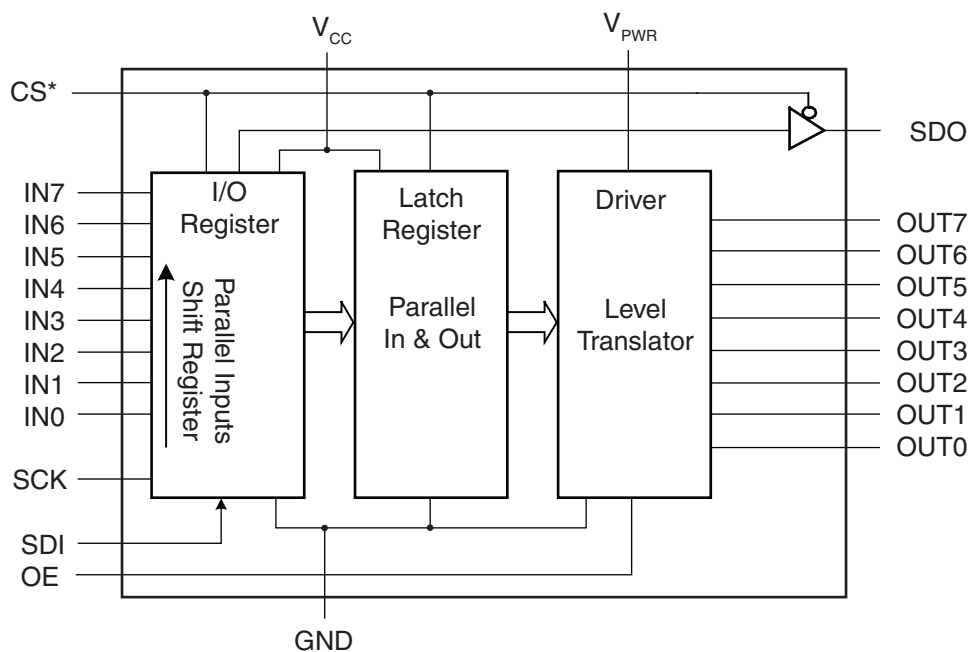 V_CC
V_PWR
CS*
SDO
IN7
IN6
IN5
IN4
IN3
IN2
IN1
IN0
SCK
SDI
OE
I/O
Register
Parallel Inputs
Shift Register
Latch
Register
Parallel
In & Out
Driver
Level
Translator
OUT7
OUT6
OUT5
OUT4
OUT3
OUT2
OUT1
OUT0
GND